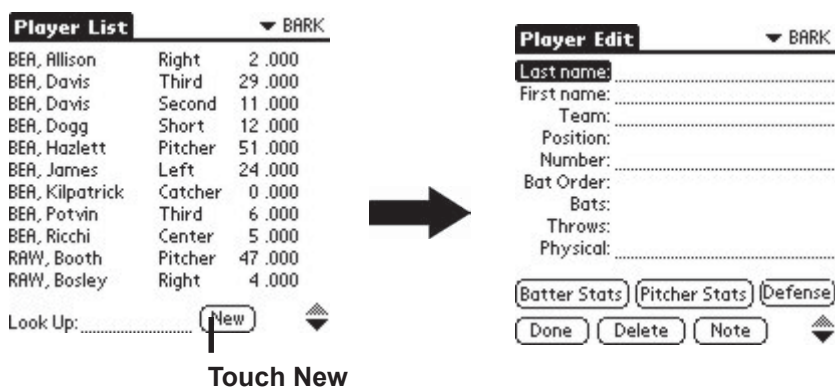 Player List ▼ BARK
BEA, Allison Right 2 .000
BEA, Davis Third 29 .000
BEA, Davis Second 11 .000
BEA, Dogg Short 12 .000
BEA, Hazlett Pitcher 51 .000
BEA, James Left 24 .000
BEA, Kilpatrick Catcher 0 .000
BEA, Potvin Third 6 .000
BEA, Ricchi Center 5 .000
RAW, Booth Pitcher 47 .000
RAW, Bosley Right 4 .000
Look Up: New
Touch New
Player Edit ▼ BARK
Last name:
First name:
Team:
Position:
Number:
Bat Order:
Bats:
Throws:
Physical:
Batter Stats Pitcher Stats Defense
Done Delete Note